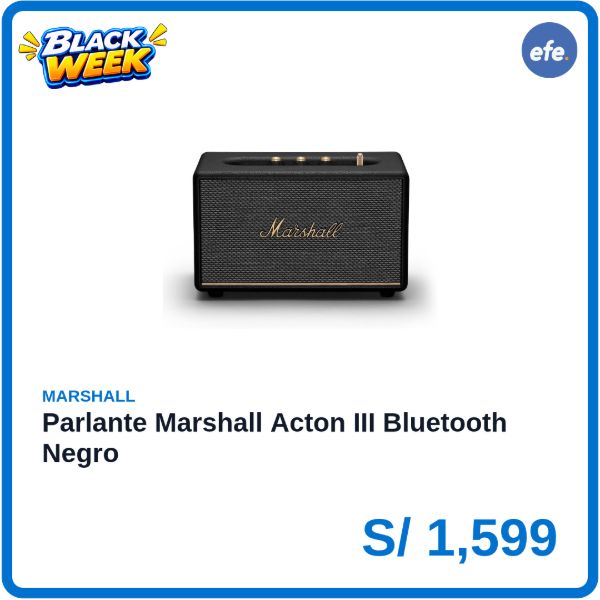 BLACK
WEEK
efe.
Marshall
MARSHALL
Parlante Marshall Acton III Bluetooth
Negro
S/ 1,599